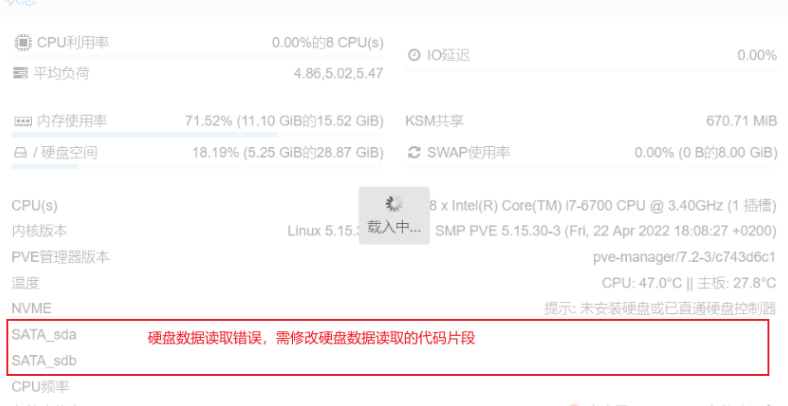 状态
CPU利用率 0.00%的8 CPU(s)
IO延迟 0.00%
平均负荷 4.86,5.02,5.47
内存使用率 71.52% (11.10 GiB的15.52 GiB) KSM共享 670.71 MiB
/ 硬盘空间 18.19% (5.25 GiB的28.87 GiB) SWAP使用率 0.00% (0 B的8.00 GiB)
CPU(s) 8 x Intel(R) Core(TM) i7-6700 CPU @ 3.40GHz (1 插槽)
载入中...
内核版本 Linux 5.15. SMP PVE 5.15.30-3 (Fri, 22 Apr 2022 18:08:27 +0200)
PVE管理器版本 pve-manager/7.2-3/c743d6c1
温度 CPU: 47.0°C || 主板: 27.8°C
NVME 提示: 未安装硬盘或已直通硬盘控制器
SATA_sda 硬盘数据读取错误，需修改硬盘数据读取的代码片段
SATA_sdb
CPU频率